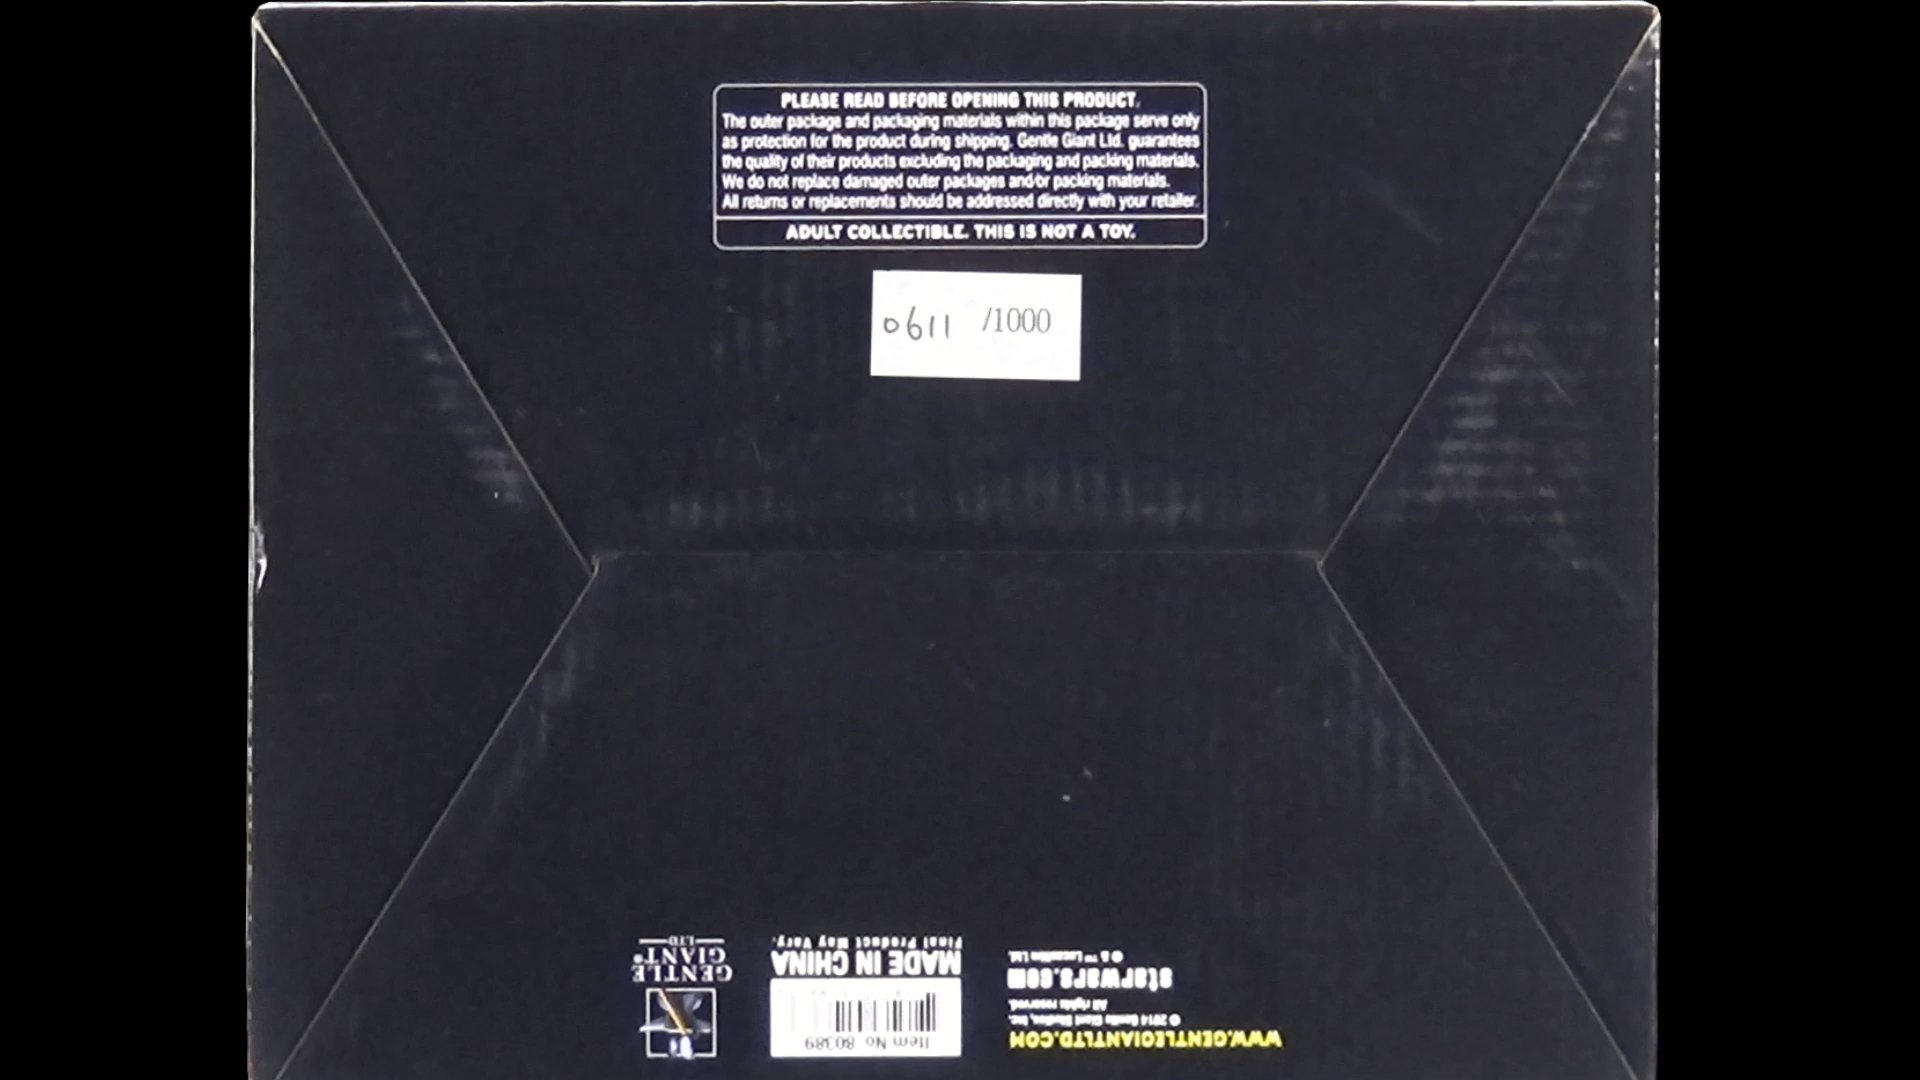 PLEASE READ BEFORE OPENING THIS PRODUCT.
The outer package and packaging materials within this package serve only
as protection for the product during shipping. Gentle Giant Ltd. guarantees
the quality of their products excluding the packaging and packing materials.
We do not replace damaged outer packages and/or packing materials.
All returns or replacements should be addressed directly with your retailer.
ADULT COLLECTIBLE. THIS IS NOT A TOY.
0611 /1000
WWW.GENTLEGIANTLTD.COM
© 2014 Gentle Giant Studios, Inc.
All rights reserved.
starwars.com
© & ™ Lucasfilm Ltd.
Item No 80389
MADE IN CHINA
Final Product May Vary.
GENTLE
GIANT®
LTD